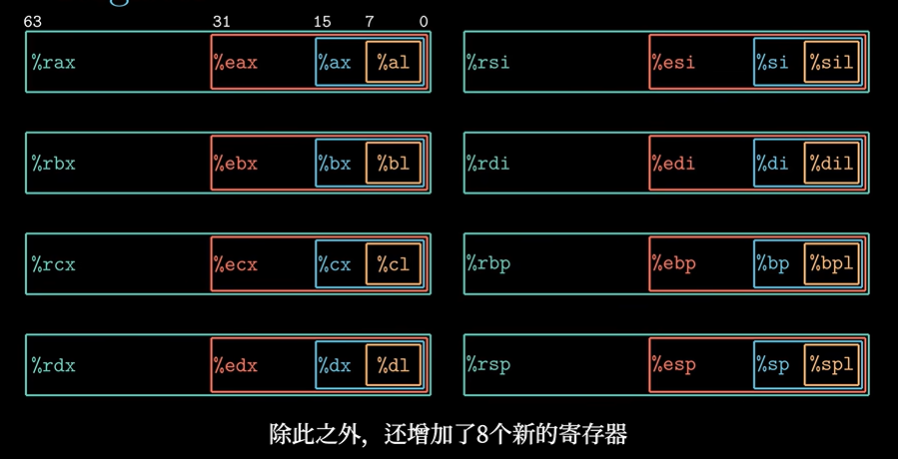 63 31 15 7 0
%rax %eax %ax %al %rsi %esi %si %sil
%rbx %ebx %bx %bl %rdi %edi %di %dil
%rcx %ecx %cx %cl %rbp %ebp %bp %bpl
%rdx %edx %dx %dl %rsp %esp %sp %spl
除此之外，还增加了8个新的寄存器